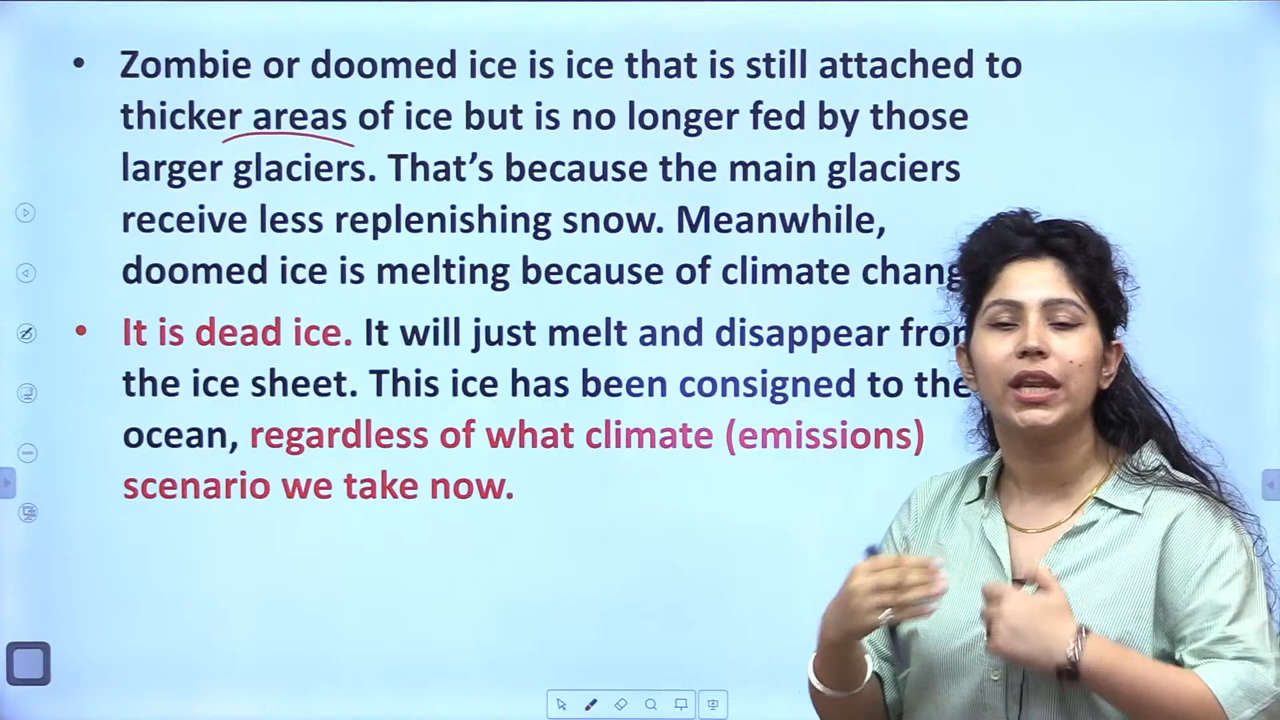 • Zombie or doomed ice is ice that is still attached to
thicker areas of ice but is no longer fed by those
larger glaciers. That’s because the main glaciers
receive less replenishing snow. Meanwhile,
doomed ice is melting because of climate chang
• It is dead ice. It will just melt and disappear from
the ice sheet. This ice has been consigned to the
ocean, regardless of what climate (emissions)
scenario we take now.